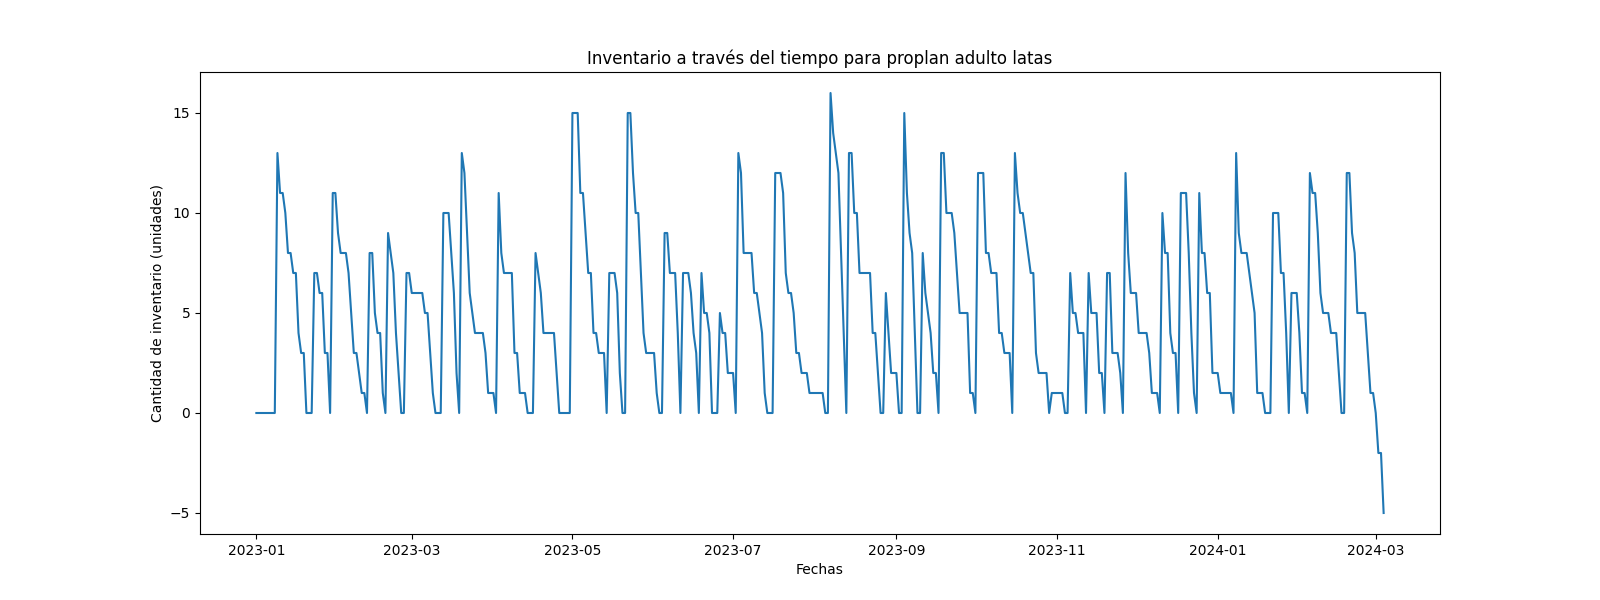 Inventario a través del tiempo para proplan adulto latas
Cantidad de inventario (unidades)
15
10
5
0
−5
2023-01 2023-03 2023-05 2023-07 2023-09 2023-11 2024-01 2024-03
Fechas